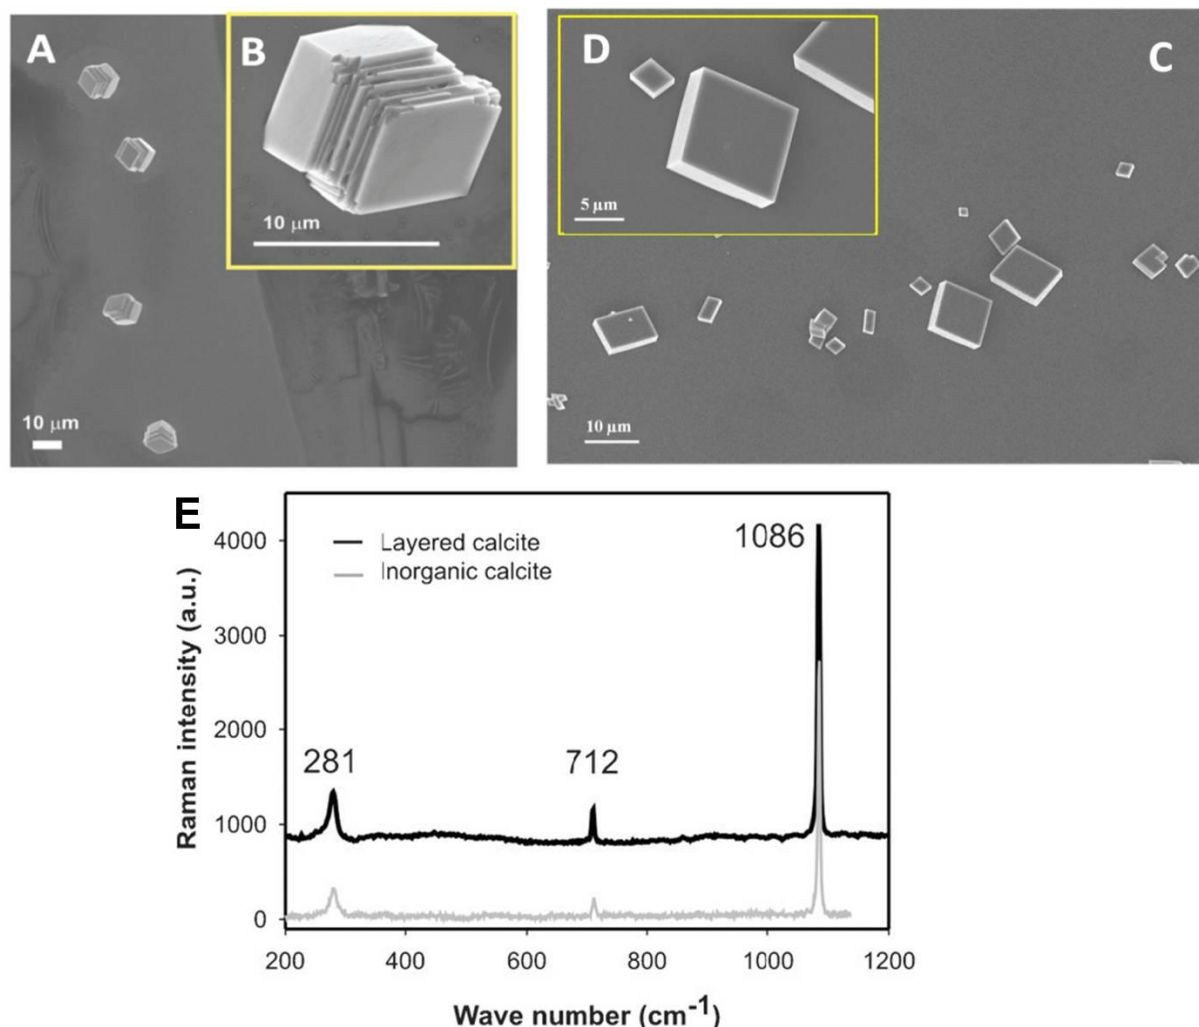 A
B
10 µm
10 µm
D
C
5 µm
10 µm
E
Layered calcite
Inorganic calcite
1086
281
712
4000
3000
2000
1000
0
Raman intensity (a.u.)
200 400 600 800 1000 1200
Wave number (cm⁻¹)